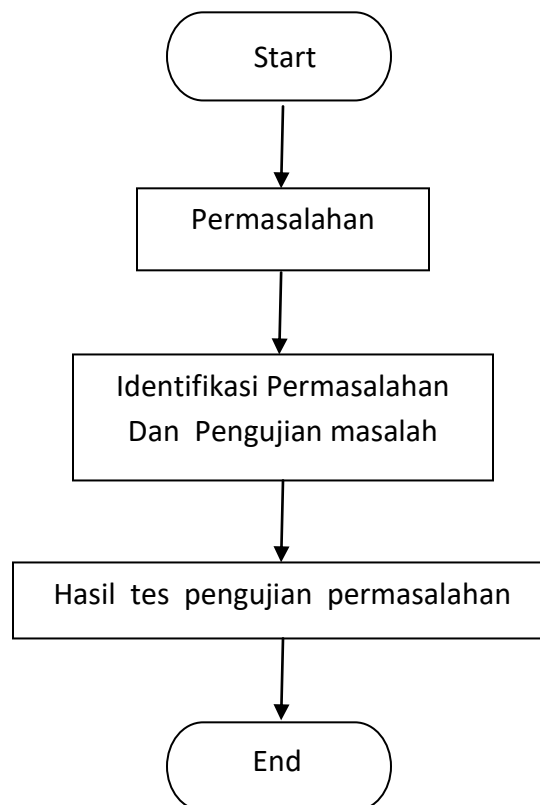 Start
Permasalahan
Identifikasi Permasalahan
Dan Pengujian masalah
Hasil tes pengujian permasalahan
End